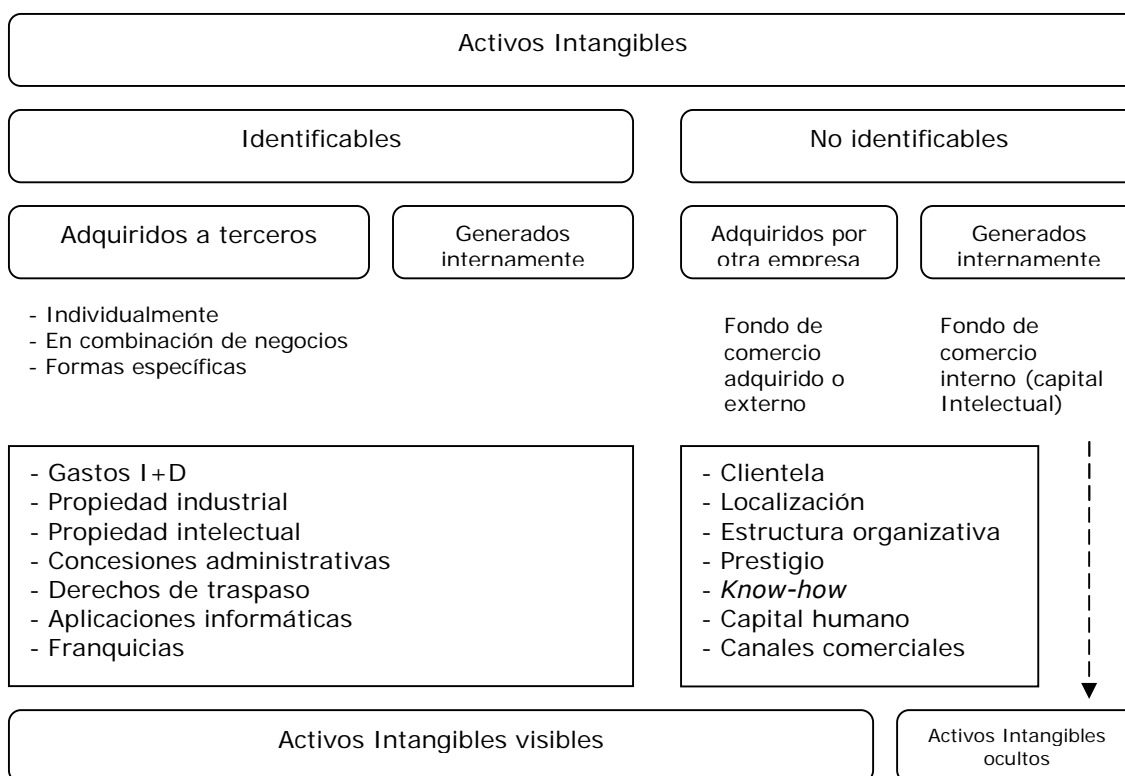 Activos Intangibles
Identificables
No identificables
Adquiridos a terceros
Generados
internamente
Adquiridos por
otra empresa
Generados
internamente
- Individualmente
- En combinación de negocios
- Formas específicas
Fondo de
comercio
adquirido o
externo
Fondo de
comercio
interno (capital
Intelectual)
- Gastos I+D
- Propiedad industrial
- Propiedad intelectual
- Concesiones administrativas
- Derechos de traspaso
- Aplicaciones informáticas
- Franquicias
- Clientela
- Localización
- Estructura organizativa
- Prestigio
- Know-how
- Capital humano
- Canales comerciales
Activos Intangibles visibles
Activos Intangibles
ocultos